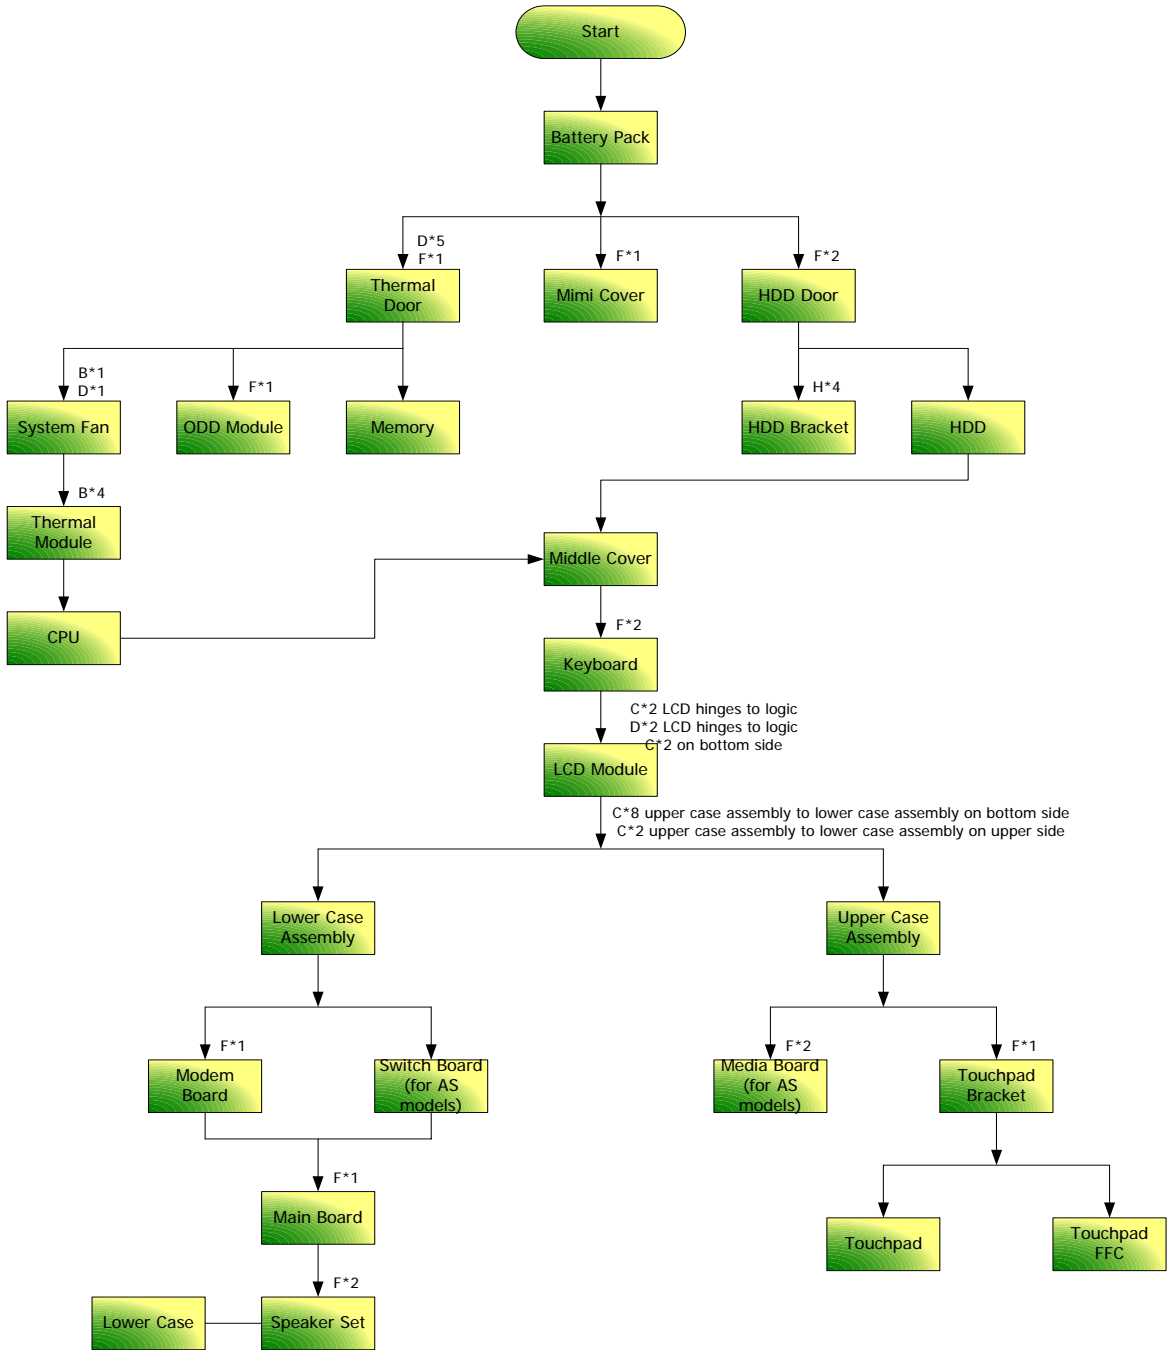 Start
Battery Pack
D*5
F*1
F*1
F*2
Thermal
Door
Mimi Cover
HDD Door
B*1
D*1
F*1
H*4
System Fan
ODD Module
Memory
HDD Bracket
HDD
B*4
Thermal
Module
Middle Cover
CPU
F*2
Keyboard
C*2 LCD hinges to logic
D*2 LCD hinges to logic
C*2 on bottom side
LCD Module
C*8 upper case assembly to lower case assembly on bottom side
C*2 upper case assembly to lower case assembly on upper side
Lower Case
Assembly
Upper Case
Assembly
F*1
F*2
F*1
Modem
Board
Switch Board
(for AS
models)
Media Board
(for AS
models)
Touchpad
Bracket
F*1
Main Board
Touchpad
Touchpad
FFC
F*2
Lower Case
Speaker Set